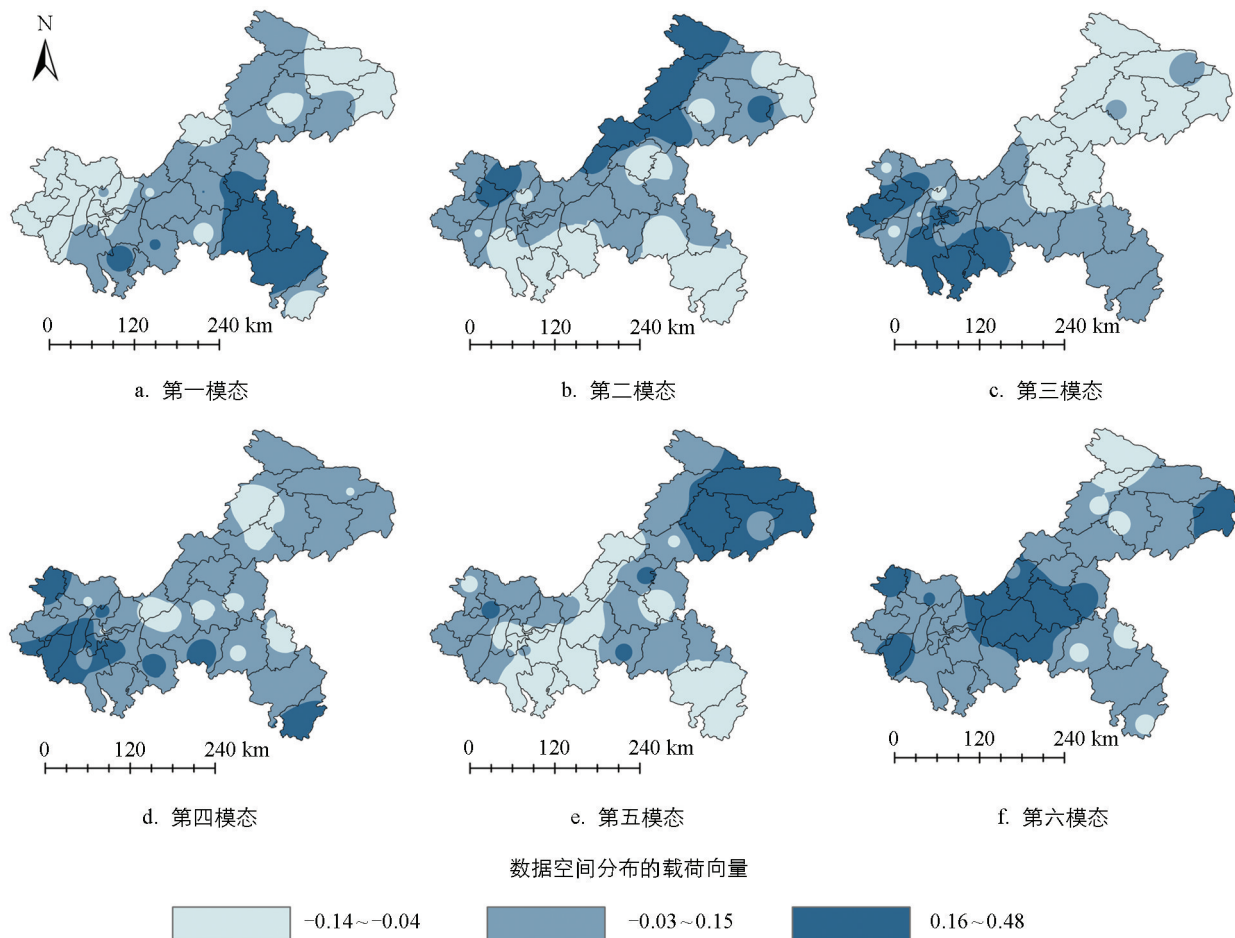 N
0 120 240 km
0 120 240 km
0 120 240 km
a. 第一模态
b. 第二模态
c. 第三模态
0 120 240 km
0 120 240 km
0 120 240 km
d. 第四模态
e. 第五模态
f. 第六模态
数据空间分布的载荷向量
-0.14～-0.04
-0.03～0.15
0.16～0.48